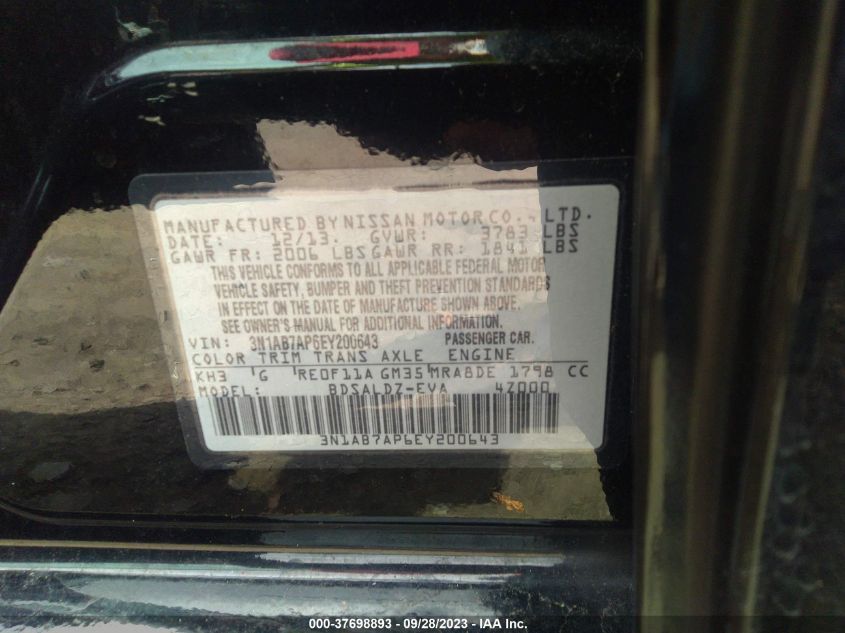 MANUFACTURED BY NISSAN MOTOR CO., LTD.
DATE: 12/13. GVWR: 3783 LBS
GAWR FR: 2006 LBS GAWR RR: 1841 LBS
THIS VEHICLE CONFORMS TO ALL APPLICABLE FEDERAL MOTOR
VEHICLE SAFETY, BUMPER AND THEFT PREVENTION STANDARDS
IN EFFECT ON THE DATE OF MANUFACTURE SHOWN ABOVE.
SEE OWNER'S MANUAL FOR ADDITIONAL INFORMATION.
VIN: 3N1AB7AP6EY200643 PASSENGER CAR.
COLOR TRIM TRANS AXLE ENGINE
KH3 G RE0F11A GM35 MRA8DE 1798 CC
MODEL: BDSALDZ-EVA 4Z000
3N1AB7AP6EY200643
000-37698893 - 09/28/2023 - © IAA, Inc.